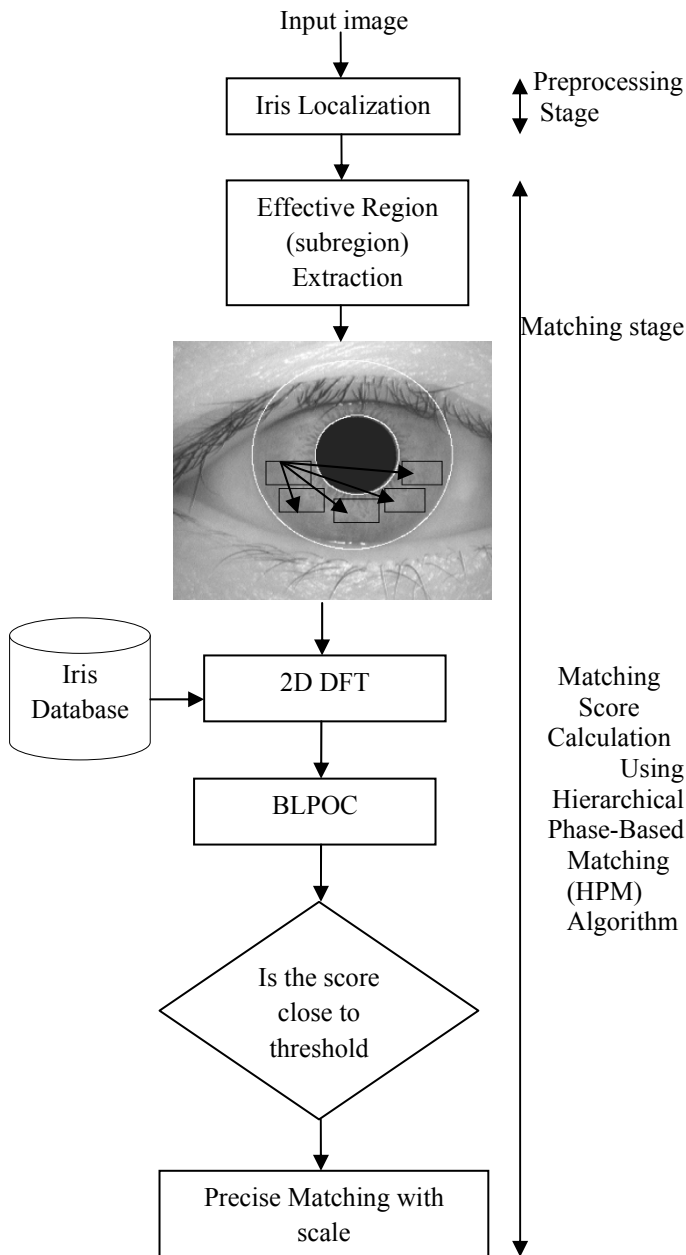 Input image
Iris Localization
Preprocessing
Stage
Effective Region
(subregion)
Extraction
Matching stage
Iris
Database
2D DFT
BLPOC
Matching
Score
Calculation
Using
Hierarchical
Phase-Based
Matching
(HPM)
Algorithm
Is the score
close to
threshold
Precise Matching with
scale